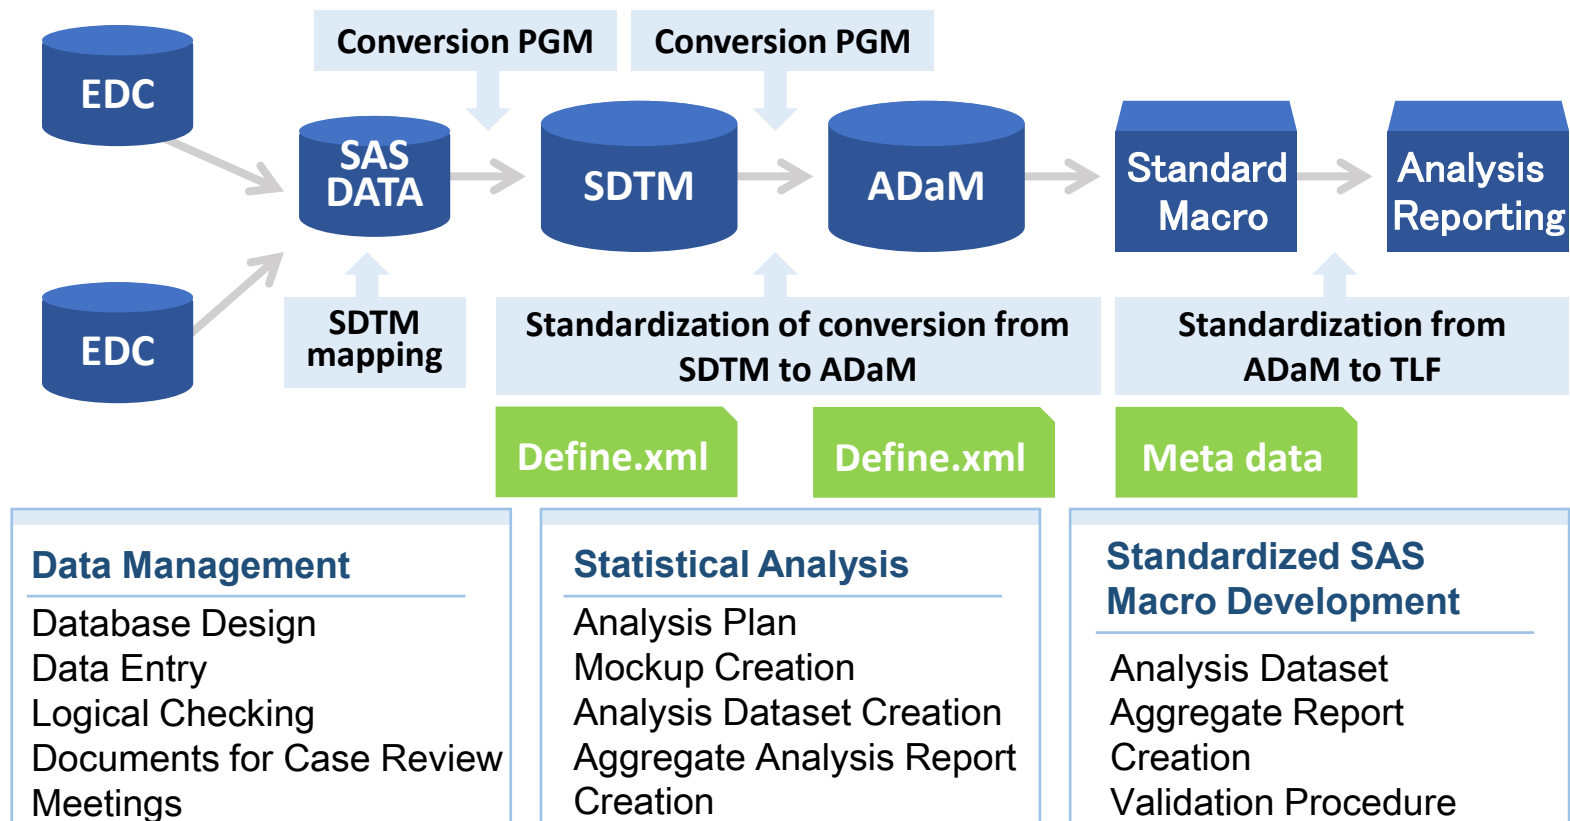 Conversion PGM
Conversion PGM
EDC
SAS
DATA
SDTM
ADaM
Standard
Macro
Analysis
Reporting
EDC
SDTM
mapping
Standardization of conversion from
SDTM to ADaM
Standardization from
ADaM to TLF
Define.xml
Define.xml
Meta data
Data Management
Database Design
Data Entry
Logical Checking
Documents for Case Review
Meetings
Statistical Analysis
Analysis Plan
Mockup Creation
Analysis Dataset Creation
Aggregate Analysis Report
Creation
Standardized SAS
Macro Development
Analysis Dataset
Aggregate Report
Creation
Validation Procedure